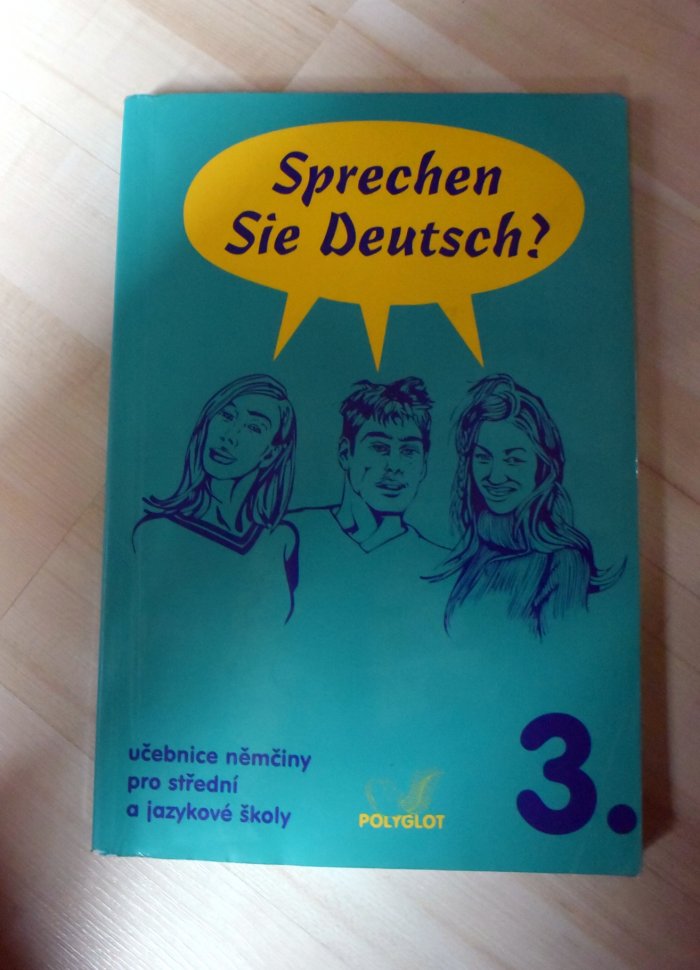 Sprechen
Sie Deutsch?
učebnice němčiny
pro střední
a jazykové školy
POLYGLOT
3.